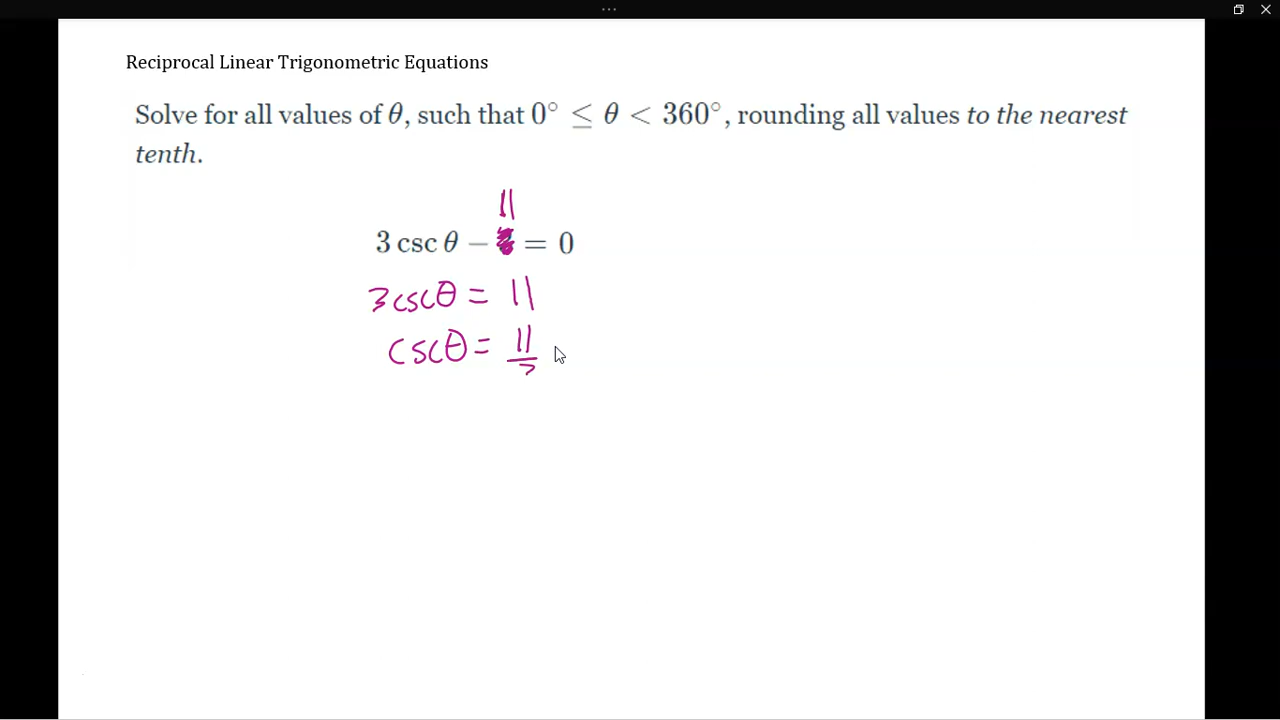 Reciprocal Linear Trigonometric Equations
Solve for all values of θ, such that 0° ≤ θ < 360°, rounding all values to the nearest
tenth.
11
3 csc θ − = 0
3cscθ = 11
cscθ = 11/3